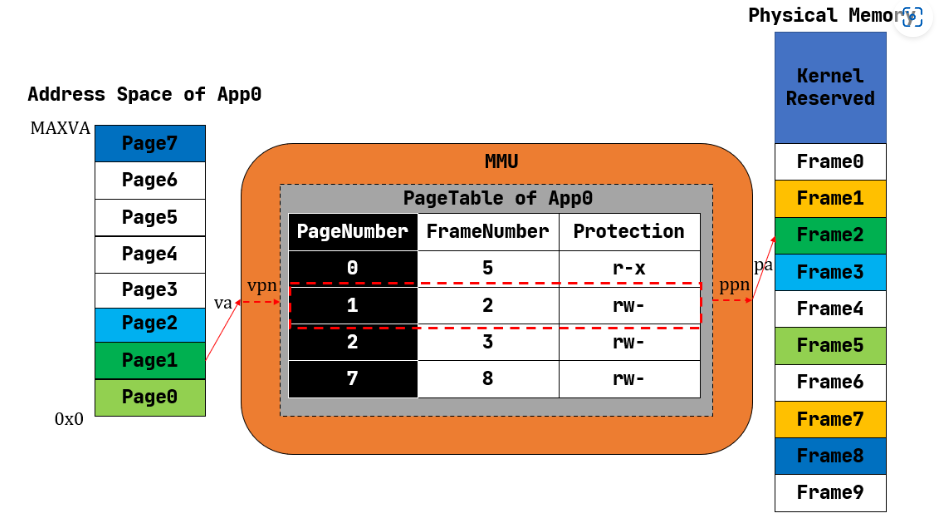 Physical Memory
Kernel
Reserved
Address Space of App0
MAXVA
Page7
Page6
Page5
Page4
Page3
Page2
Page1
Page0
0x0
va
vpn
MMU
PageTable of App0
PageNumber FrameNumber Protection
0 5 r-x
1 2 rw-
2 3 rw-
7 8 rw-
ppn
pa
Frame0
Frame1
Frame2
Frame3
Frame4
Frame5
Frame6
Frame7
Frame8
Frame9